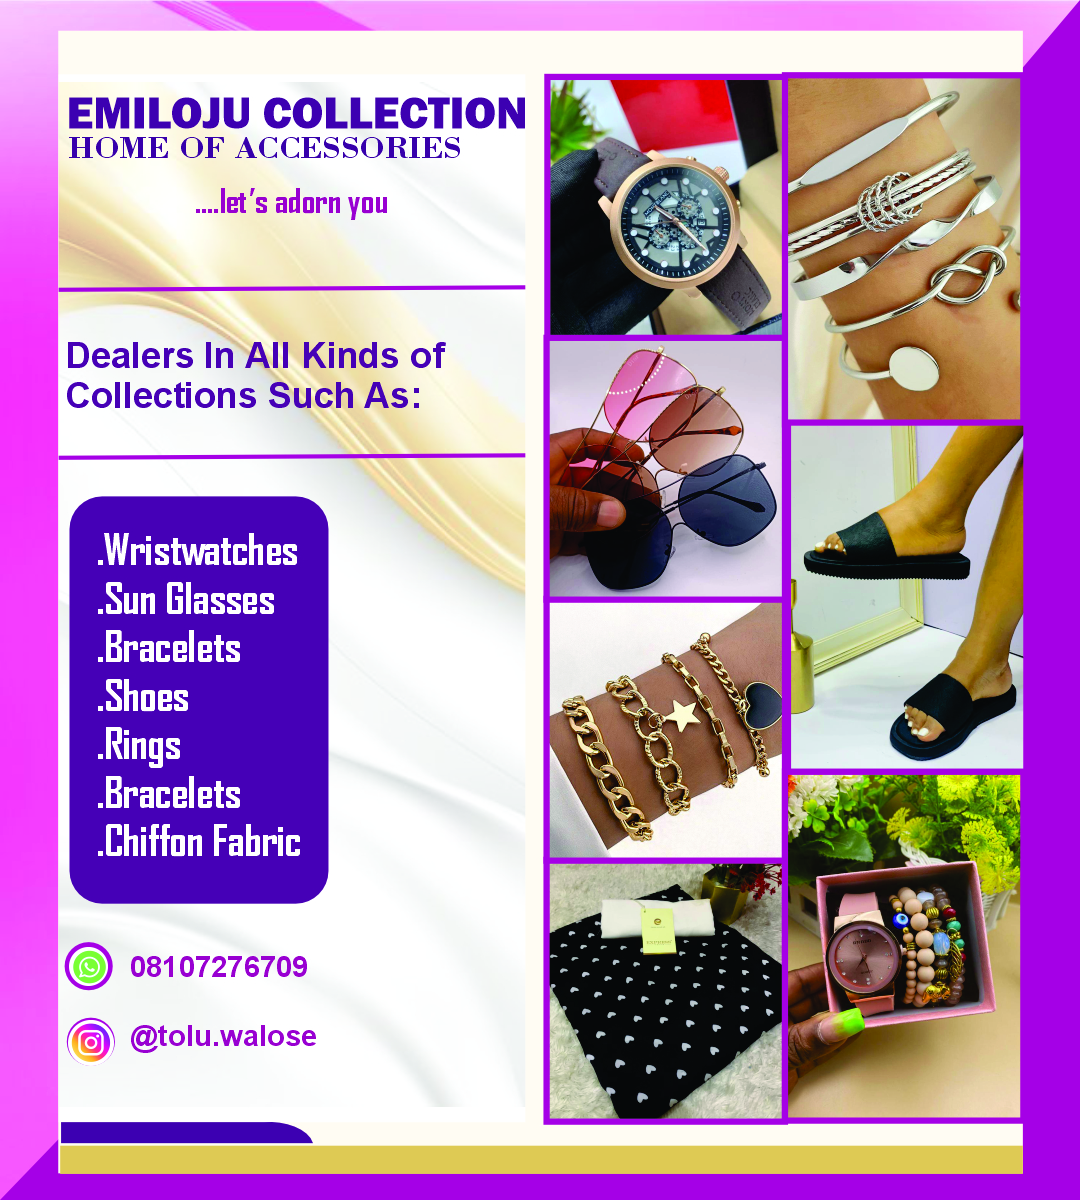 EMILOJU COLLECTION
HOME OF ACCESSORIES
....let's adorn you
Dealers In All Kinds of
Collections Such As:
.Wristwatches
.Sun Glasses
.Bracelets
.Shoes
.Rings
.Bracelets
.Chiffon Fabric
08107276709
@tolu.walose